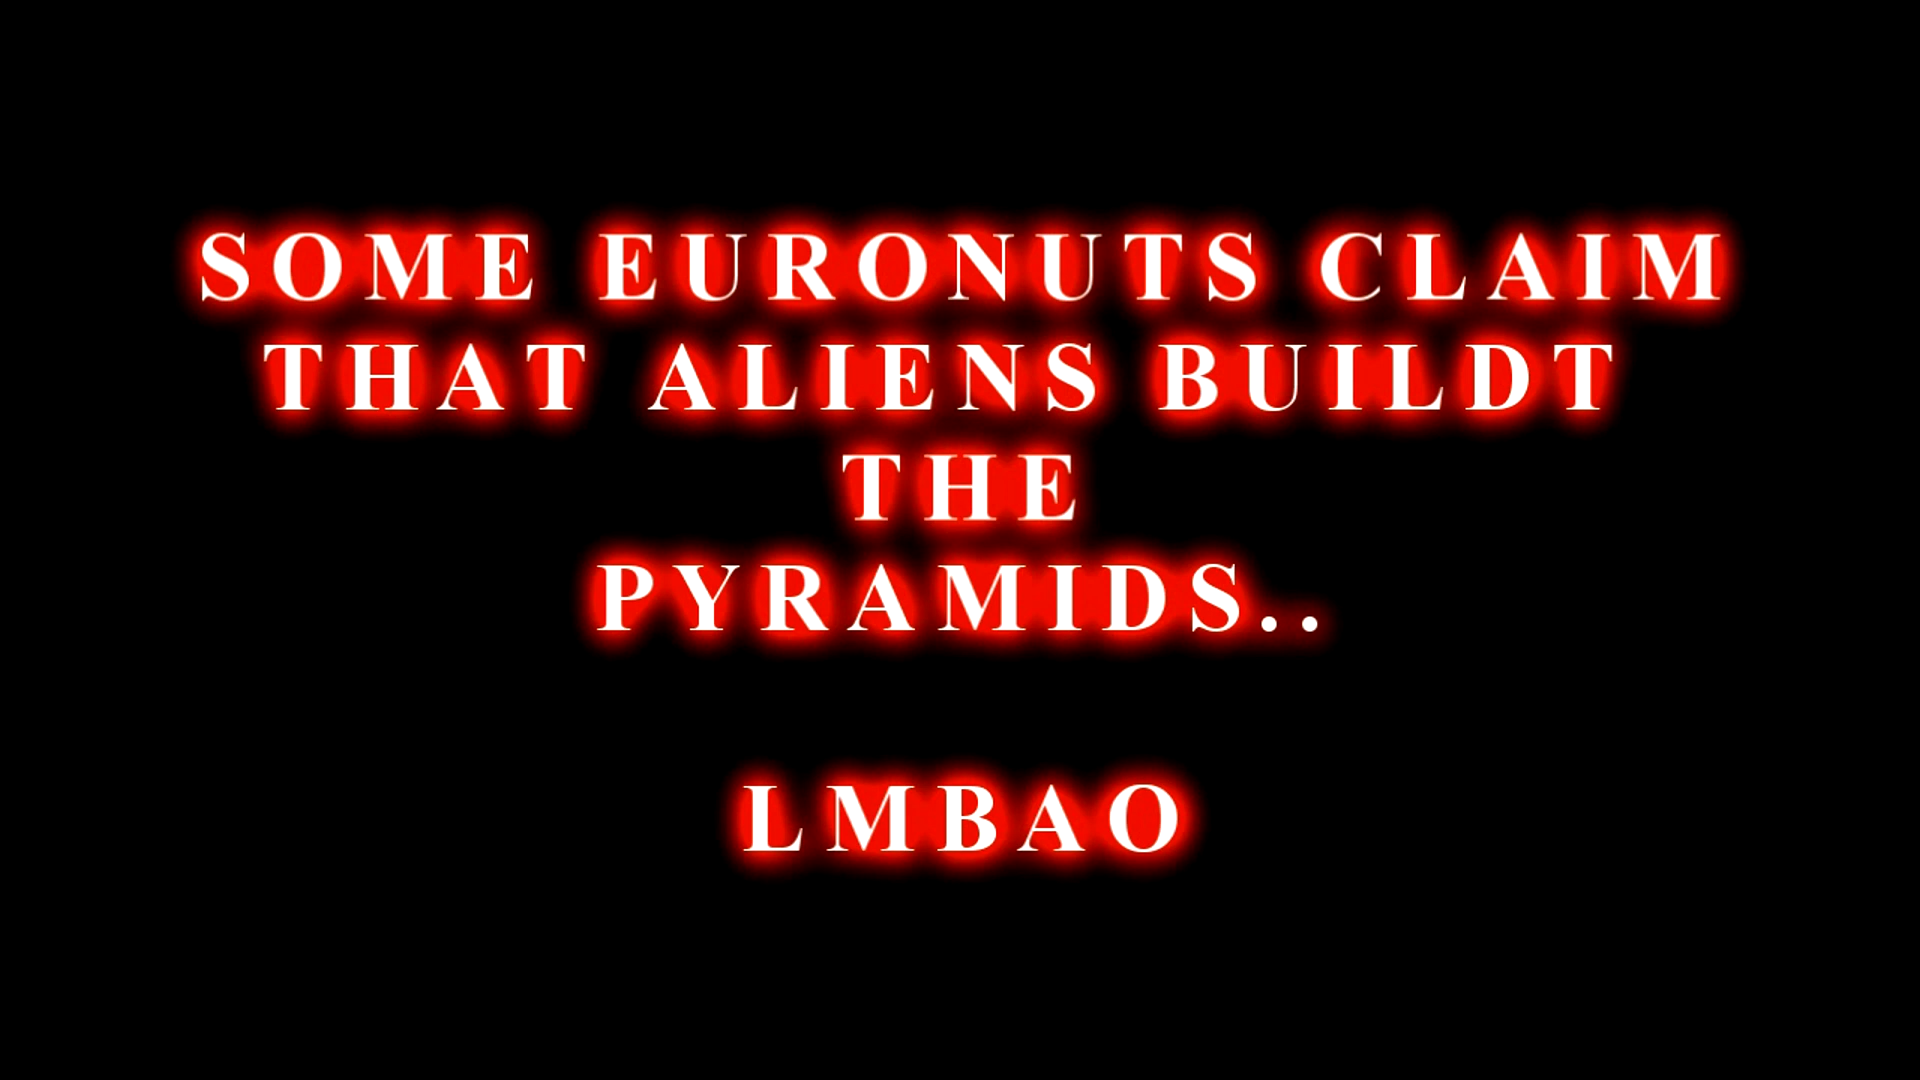 SOME EURONUTS CLAIM
THAT ALIENS BUILDT
THE
PYRAMIDS..
LMBAO